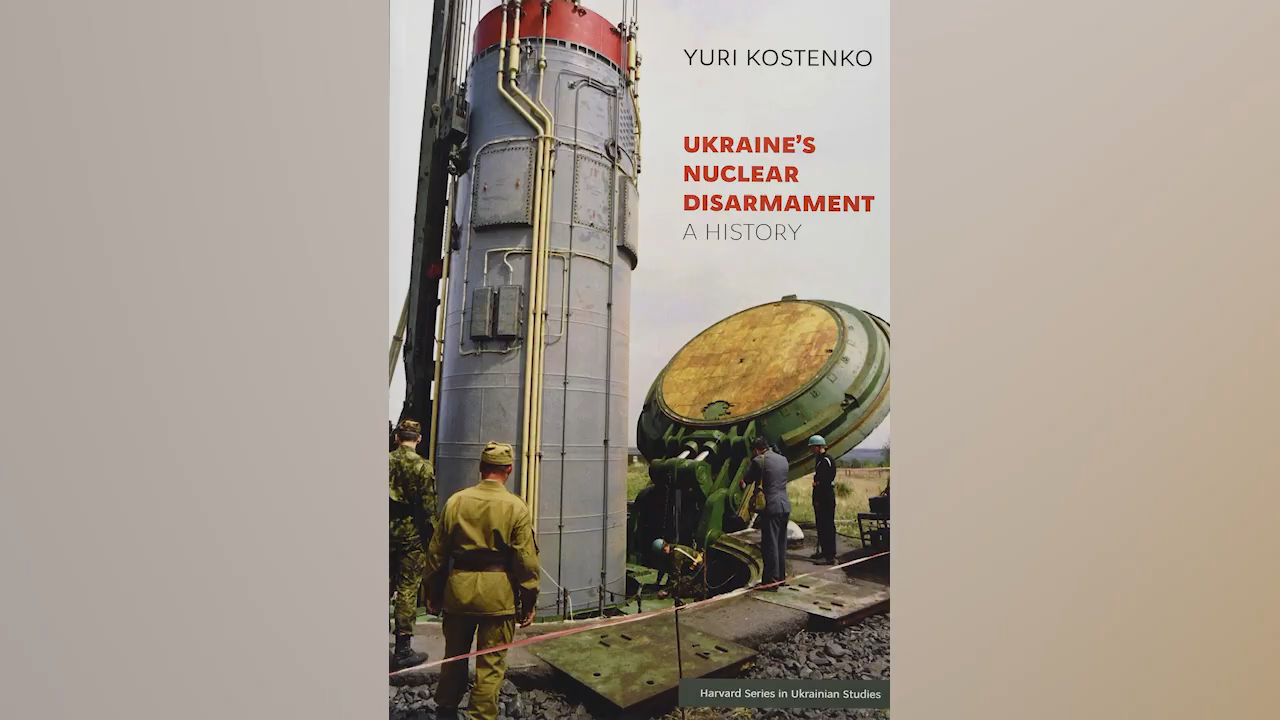 YURI KOSTENKO
UKRAINE'S
NUCLEAR
DISARMAMENT
A HISTORY
Harvard Series in Ukrainian Studies